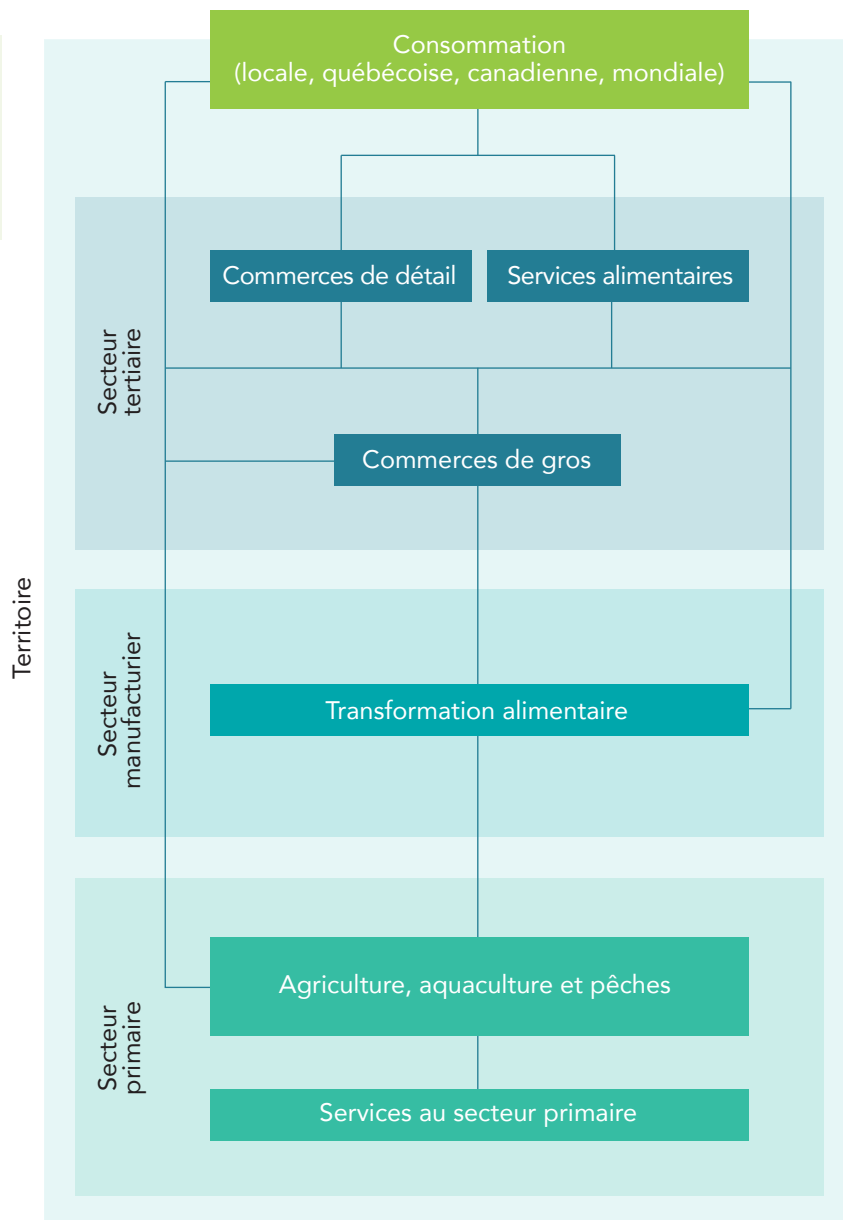 Consommation
(locale, québécoise, canadienne, mondiale)
Commerces de détail
Services alimentaires
Secteur
tertiaire
Commerces de gros
Territoire
Secteur
manufacturier
Transformation alimentaire
Agriculture, aquaculture et pêches
Secteur
primaire
Services au secteur primaire